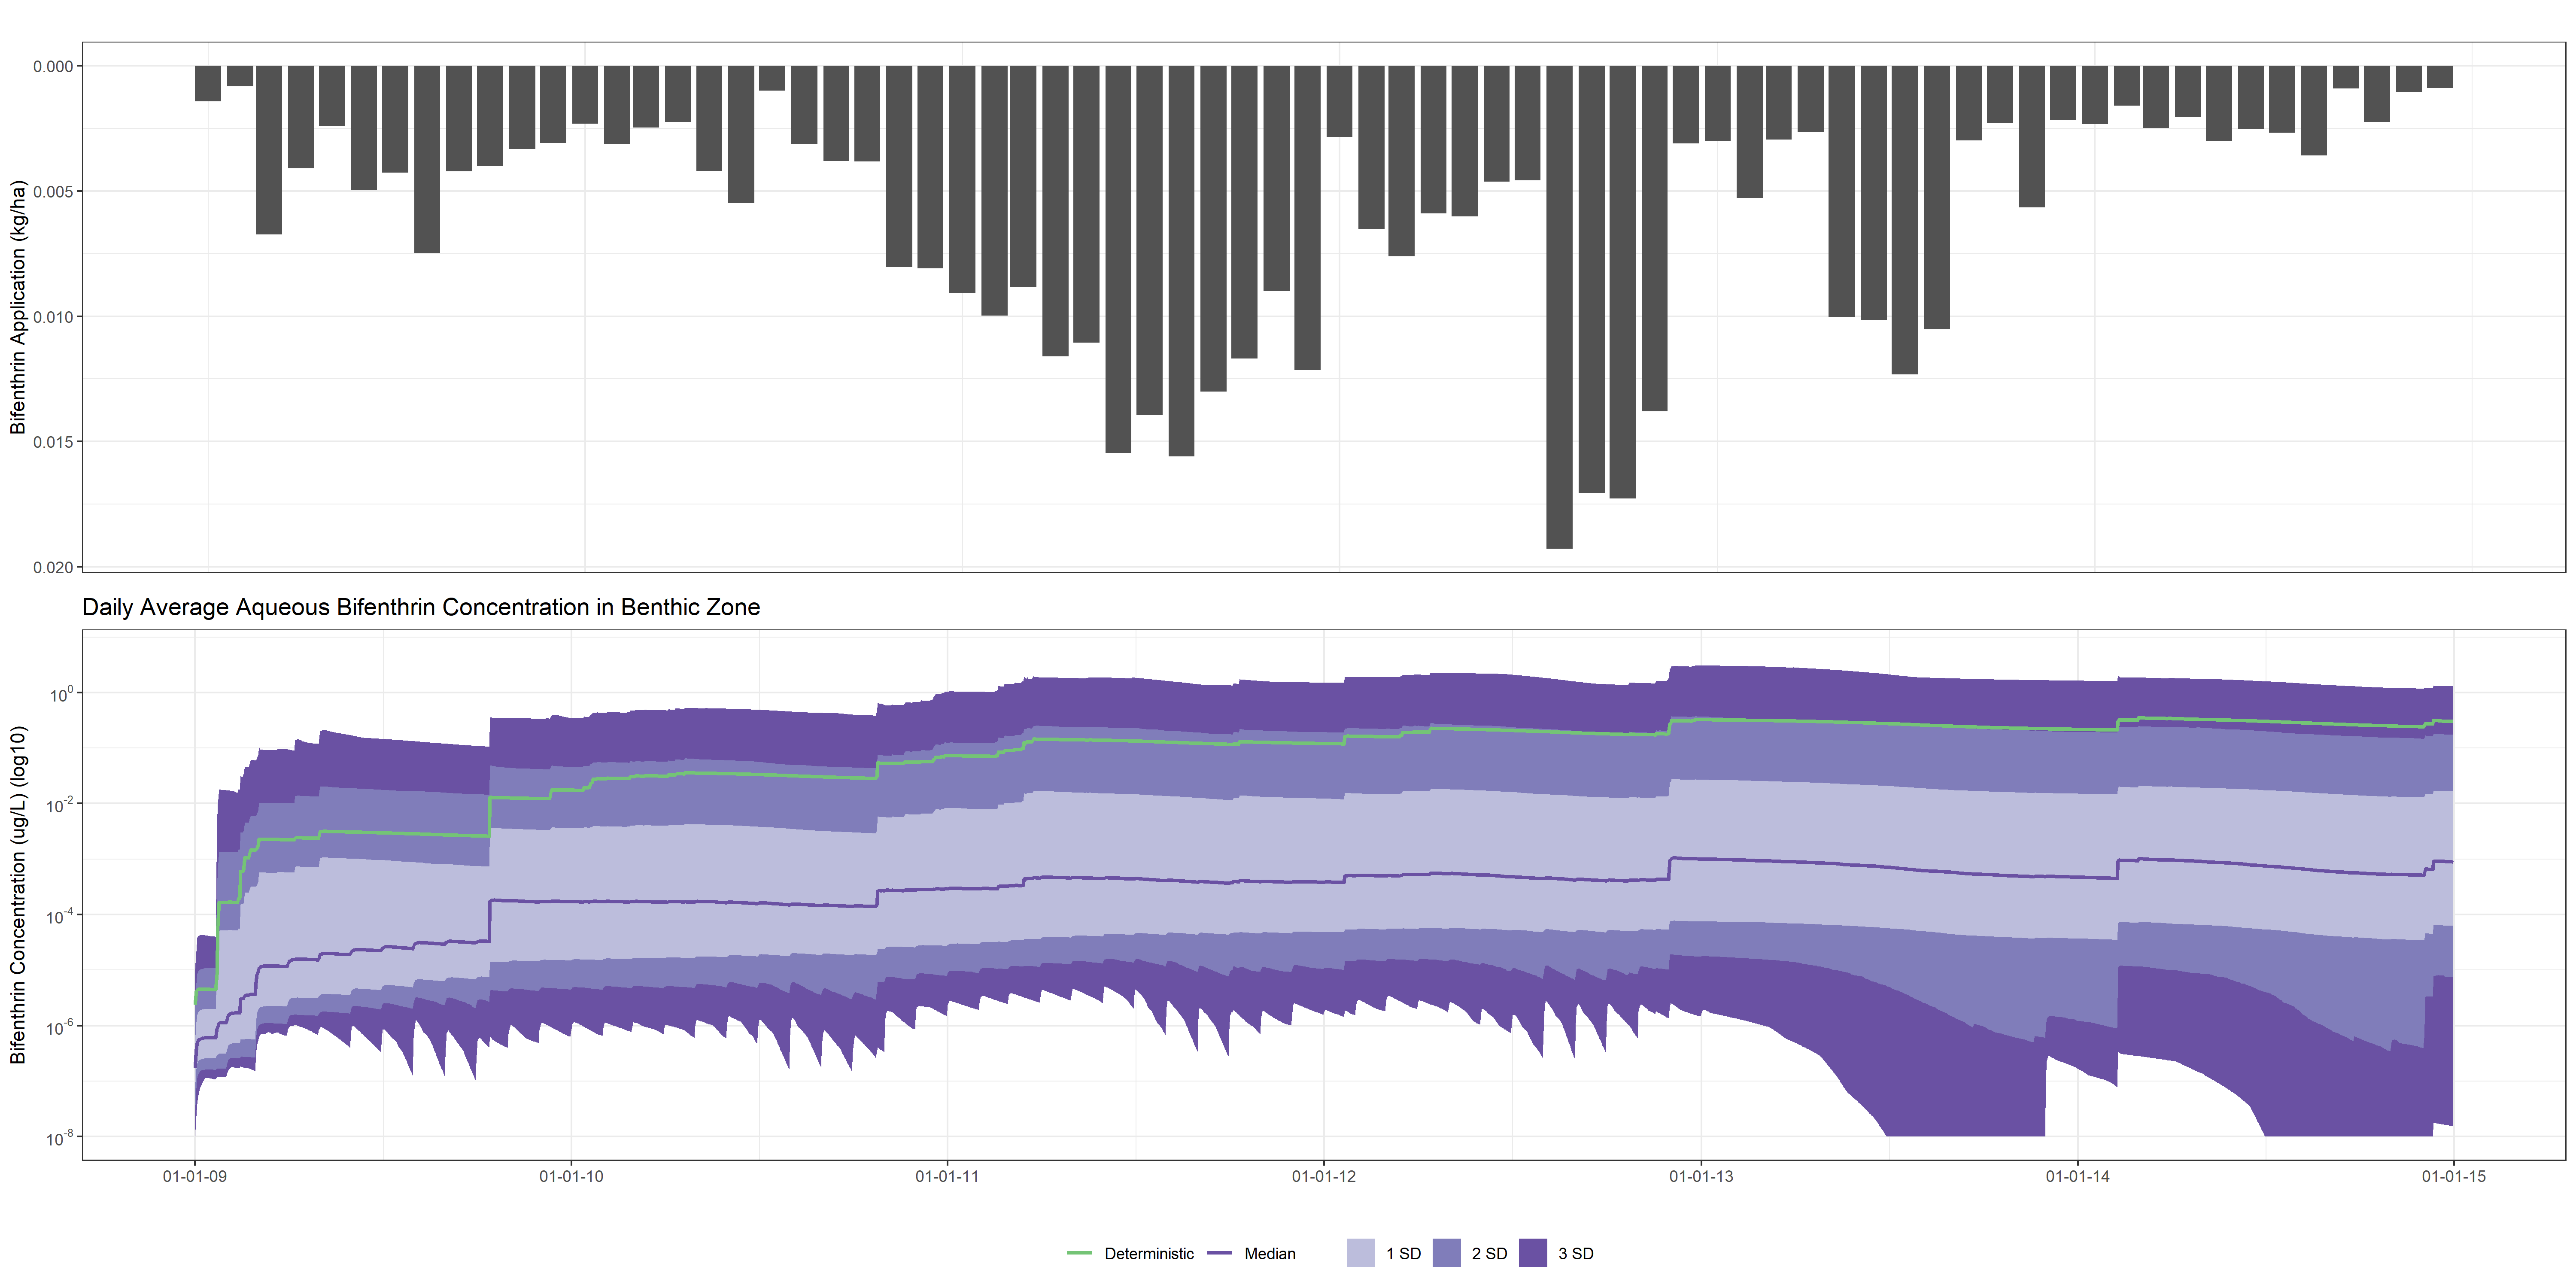 Bifenthrin Application (kg/ha)
0.000
0.005
0.010
0.015
0.020
Daily Average Aqueous Bifenthrin Concentration in Benthic Zone
Bifenthrin Concentration (ug/L) (log10)
10^0
10^-2
10^-4
10^-6
10^-8
01-01-09 01-01-10 01-01-11 01-01-12 01-01-13 01-01-14 01-01-15
Deterministic Median 1 SD 2 SD 3 SD